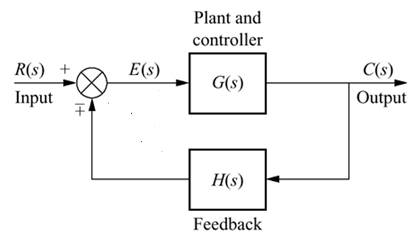 Plant and
controller
R(s) + E(s) G(s) C(s)
Input ∓ Output
H(s)
Feedback